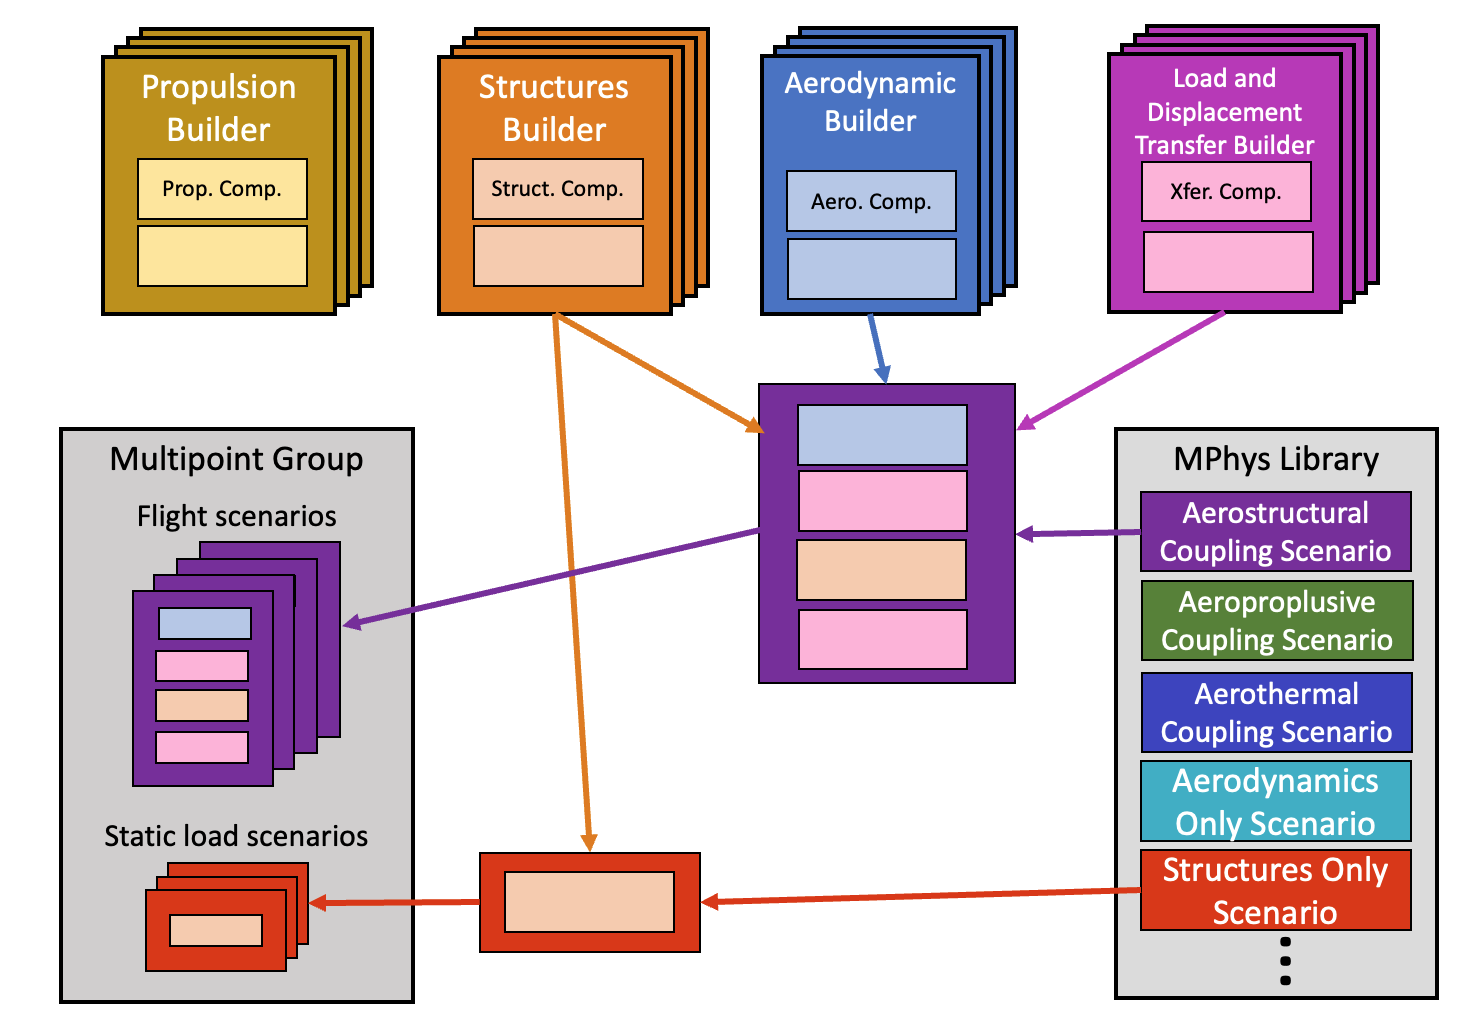 Propulsion
Builder
Prop. Comp.
Structures
Builder
Struct. Comp.
Aerodynamic
Builder
Aero. Comp.
Load and
Displacement
Transfer Builder
Xfer. Comp.
Multipoint Group
Flight scenarios
Static load scenarios
MPhys Library
Aerostructural
Coupling Scenario
Aeroproplusive
Coupling Scenario
Aerothermal
Coupling Scenario
Aerodynamics
Only Scenario
Structures Only
Scenario